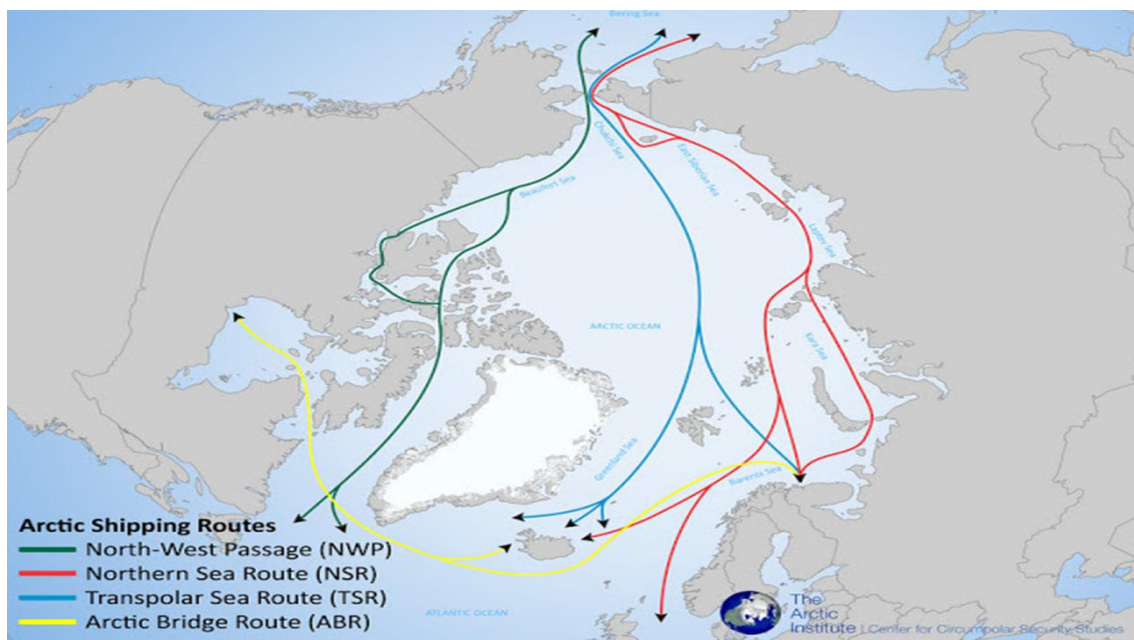 Bering Sea
Chukchi Sea
East Siberian Sea
Beaufort Sea
Laptev Sea
ARCTIC OCEAN
Kara Sea
Greenland Sea
Barents Sea
Arctic Shipping Routes
North-West Passage (NWP)
Northern Sea Route (NSR)
Transpolar Sea Route (TSR)
Arctic Bridge Route (ABR)
ATLANTIC OCEAN
The
Arctic
Institute | Center for Circumpolar Security Studies